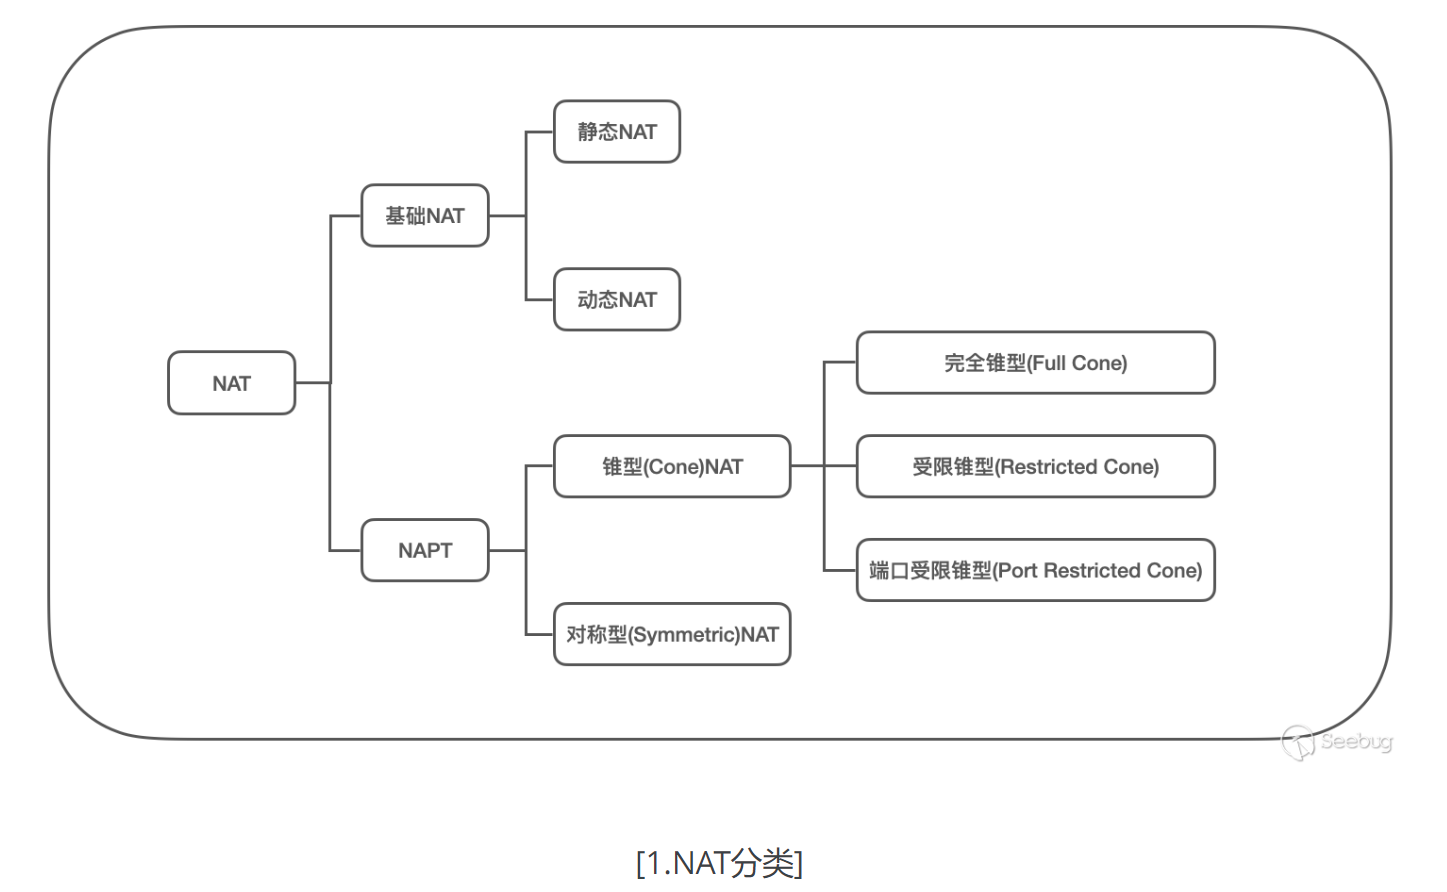 静态NAT
基础NAT
动态NAT
NAT
完全锥型(Full Cone)
锥型(Cone)NAT
受限锥型(Restricted Cone)
NAPT
端口受限锥型(Port Restricted Cone)
对称型(Symmetric)NAT
Seebug
[1.NAT分类]